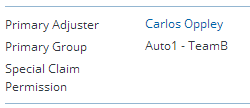 Primary Adjuster Carlos Oppley
Primary Group Auto1 - TeamB
Special Claim
Permission